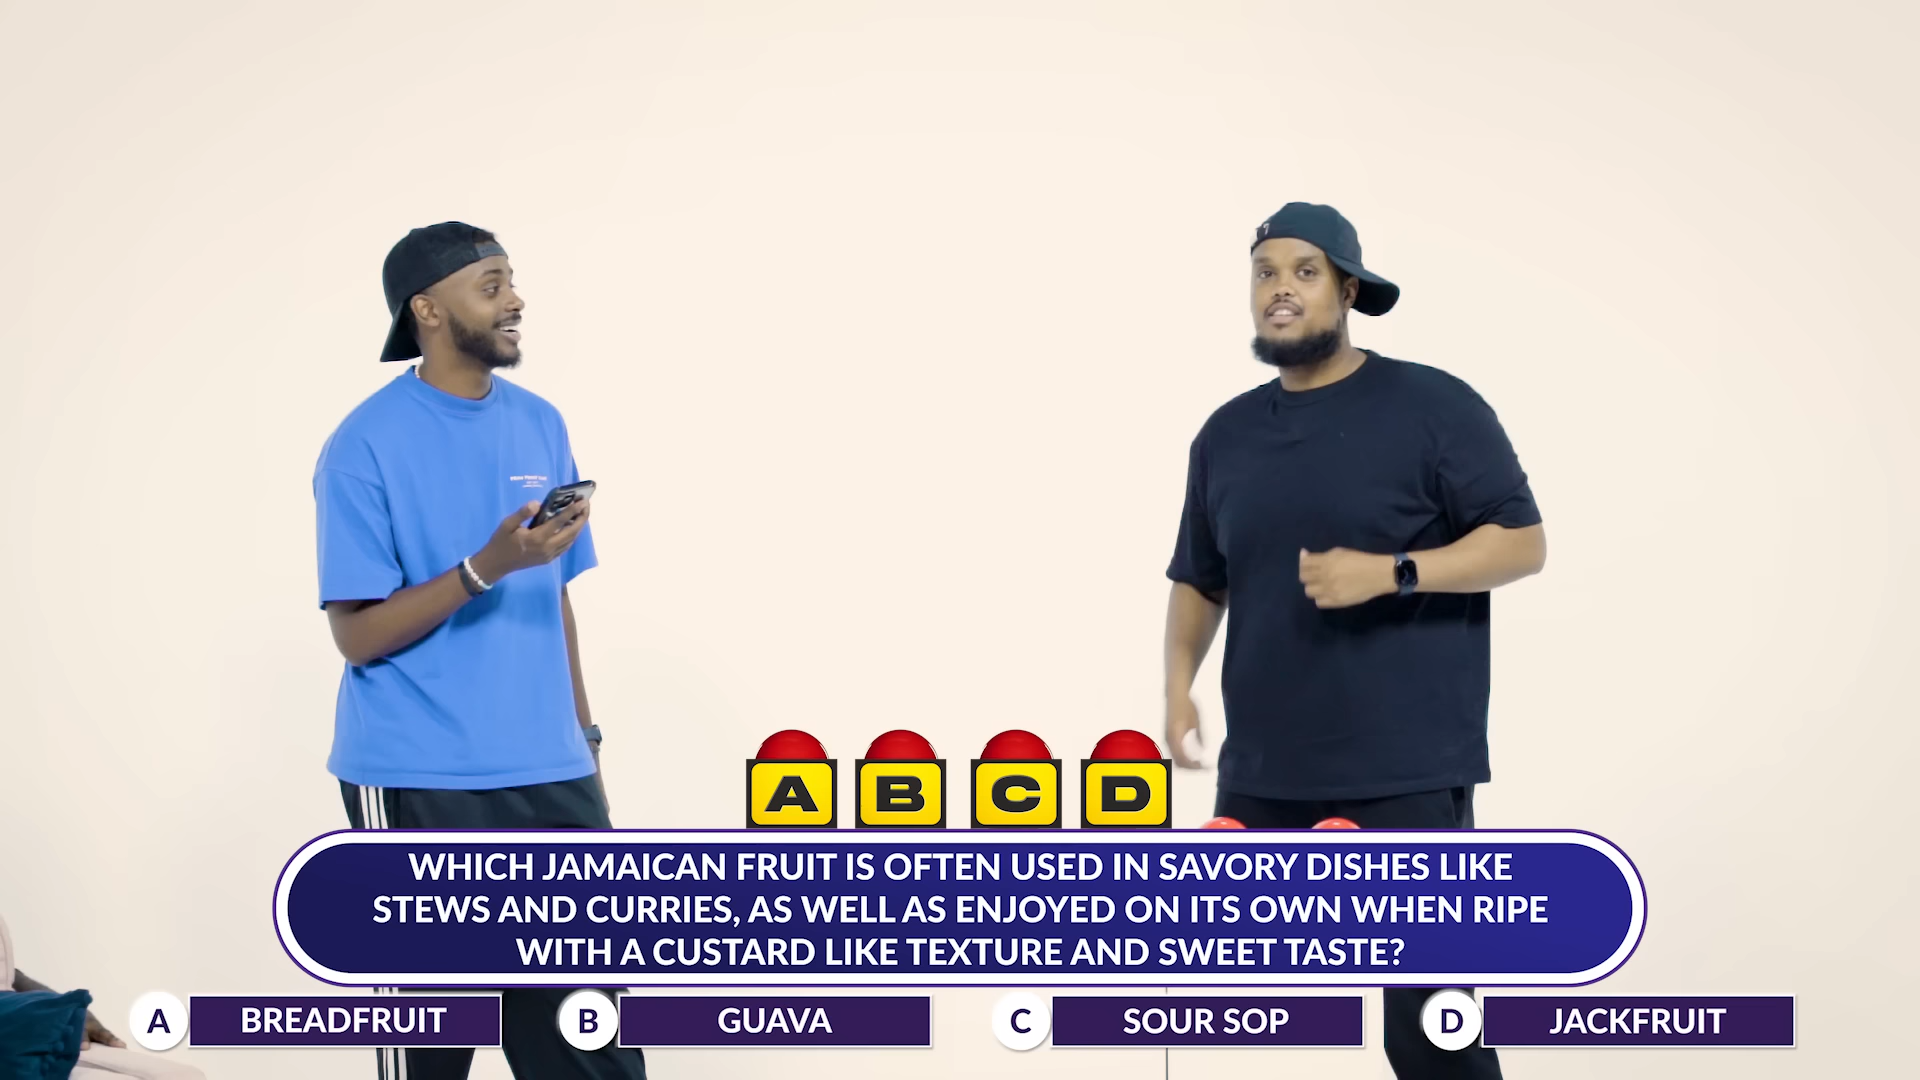 A B C D
WHICH JAMAICAN FRUIT IS OFTEN USED IN SAVORY DISHES LIKE
STEWS AND CURRIES, AS WELL AS ENJOYED ON ITS OWN WHEN RIPE
WITH A CUSTARD LIKE TEXTURE AND SWEET TASTE?
A BREADFRUIT
B GUAVA
C SOUR SOP
D JACKFRUIT